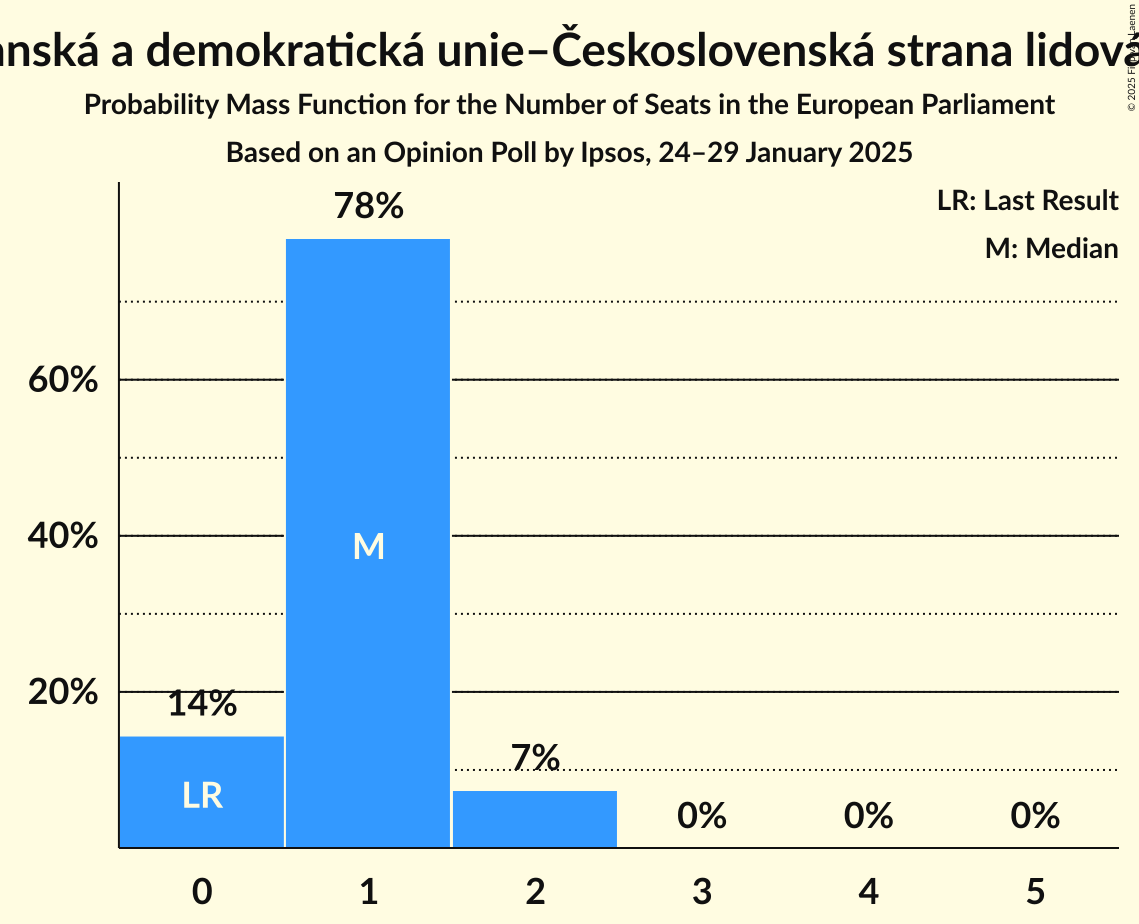 anská a demokratická unie–Československá strana lidov
Probability Mass Function for the Number of Seats in the European Parliament
Based on an Opinion Poll by Ipsos, 24–29 January 2025
© 2025 Filip van Laenen
LR: Last Result
M: Median
78%
60%
40%
M
20%
14%
LR
7%
0%
0%
0%
0
1
2
3
4
5